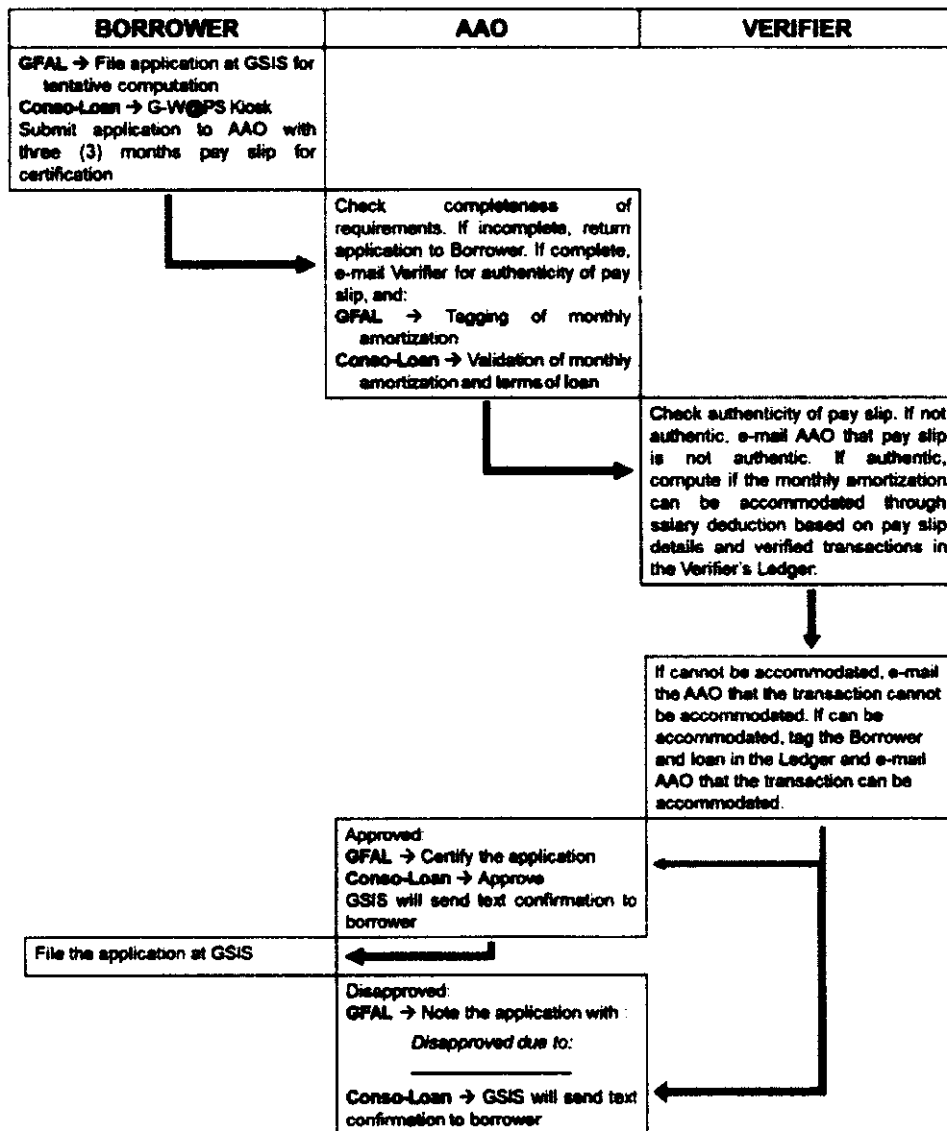 BORROWER
AAO
VERIFIER
GFAL → File application at GSIS for
tentative computation
Conso-Loan → G-W@PS Kiosk
Submit application to AAO with
three (3) months pay slip for
certification
Check completeness of
requirements. If incomplete, return
application to Borrower. If complete,
e-mail Verifier for authenticity of pay
slip, and:
GFAL → Tagging of monthly
amortization
Conso-Loan → Validation of monthly
amortization and terms of loan
Check authenticity of pay slip. If not
authentic, e-mail AAO that pay slip
is not authentic. If authentic,
compute if the monthly amortization
can be accommodated through
salary deduction based on pay slip
details and verified transactions in
the Verifier's Ledger.
If cannot be accommodated, e-mail
the AAO that the transaction cannot
be accommodated. If can be
accommodated, tag the Borrower
and loan in the Ledger and e-mail
AAO that the transaction can be
accommodated.
Approved:
GFAL → Certify the application
Conso-Loan → Approve
GSIS will send text confirmation to
borrower
File the application at GSIS
Disapproved:
GFAL → Note the application with :
Disapproved due to:
Conso-Loan → GSIS will send text
confirmation to borrower